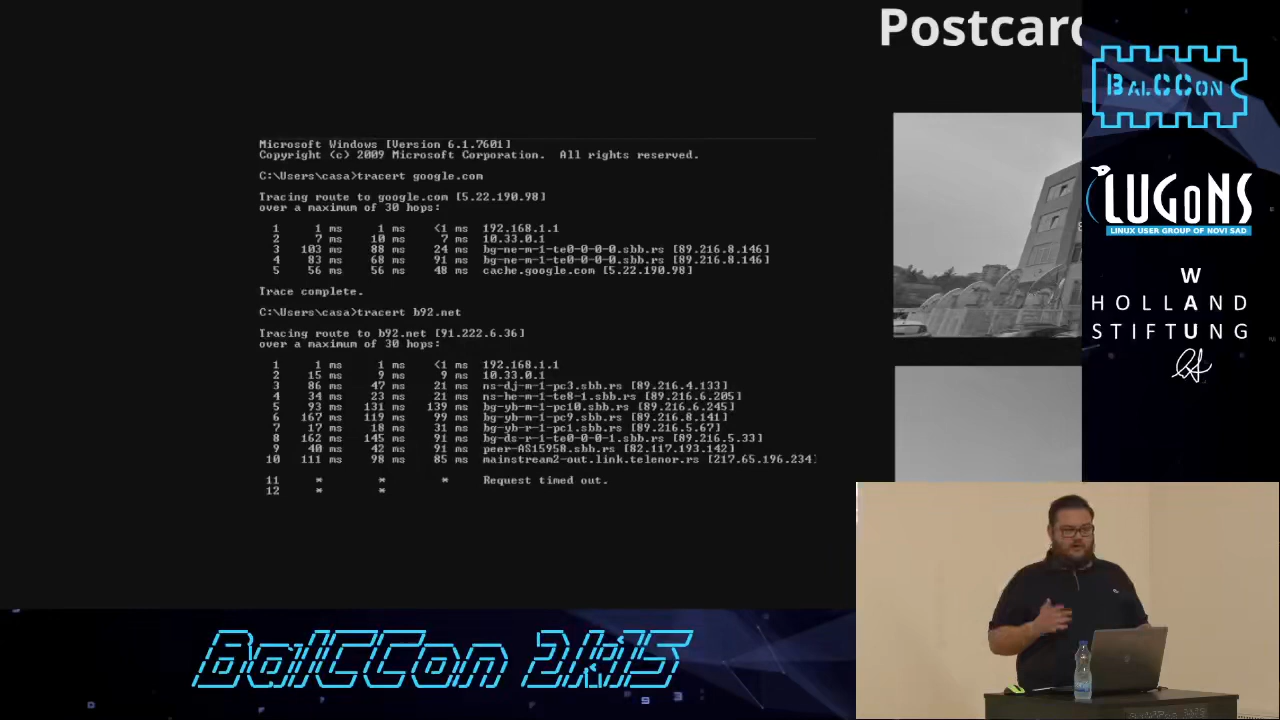 Postcard
Microsoft Windows [Version 6.1.7601]
Copyright (c) 2009 Microsoft Corporation.  All rights reserved.
C:\Users\casa>tracert google.com
Tracing route to google.com [5.22.190.98]
over a maximum of 30 hops:
1 1 ms 1 ms <1 ms 192.168.1.1
2 7 ms 10 ms 7 ms 10.33.0.1
3 103 ms 88 ms 24 ms bg-ne-m-1-te0-0-0-0.sbb.rs [89.216.8.146]
4 83 ms 68 ms 91 ms bg-ne-m-1-te0-0-0-0.sbb.rs [89.216.8.146]
5 56 ms 56 ms 48 ms cache.google.com [5.22.190.98]
Trace complete.
C:\Users\casa>tracert b92.net
Tracing route to b92.net [91.222.6.36]
over a maximum of 30 hops:
1 1 ms 1 ms <1 ms 192.168.1.1
2 15 ms 9 ms 9 ms 10.33.0.1
3 86 ms 47 ms 21 ms ns-dj-m-1-pc3.sbb.rs [89.216.4.133]
4 34 ms 23 ms 21 ms ns-he-m-1-te8-1.sbb.rs [89.216.6.205]
5 93 ms 131 ms 139 ms bg-yb-m-1-pc10.sbb.rs [89.216.6.245]
6 167 ms 119 ms 99 ms bg-yb-m-1-pc9.sbb.rs [89.216.8.141]
7 17 ms 18 ms 31 ms bg-yb-r-1-pc1.sbb.rs [89.216.5.67]
8 162 ms 145 ms 91 ms bg-ds-r-1-te0-0-0-1.sbb.rs [89.216.5.33]
9 40 ms 42 ms 91 ms peer-AS15958.sbb.rs [82.117.193.142]
10 111 ms 98 ms 85 ms mainstream2-out.link.telenor.rs [217.65.196.234]
11 * * * Request timed out.
12 * *
BALCCON
LUGoNS
LINUX USER GROUP OF NOVI SAD
WAU
HOLLAND
STIFTUNG
BalCCon 2k15